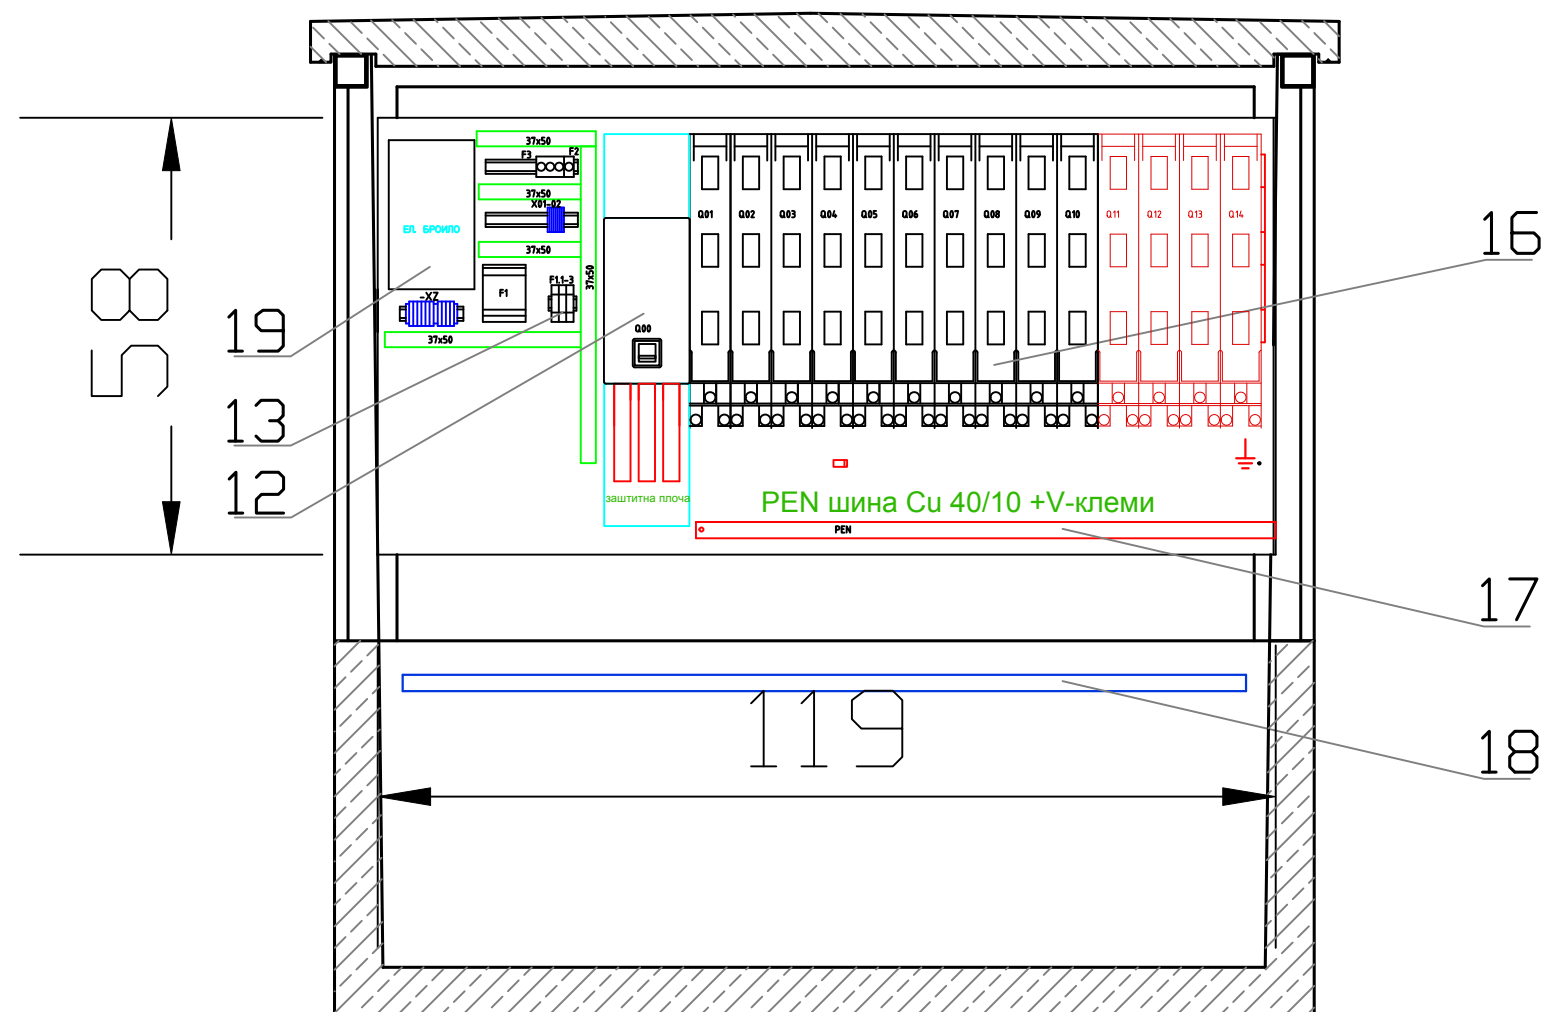 37x50
F3
F2
37x50
X01-02
ЕЛ. БРОИЛО
37x50
37x50
-XZ
F1
F1.1-3
37x50
Q00
Q01
Q02
Q03
Q04
Q05
Q06
Q07
Q08
Q09
Q10
Q11
Q12
Q13
Q14
16
58
19
13
12
заштитна плоча
PEN шина Cu 40/10 +V-клеми
PEN
17
18
119